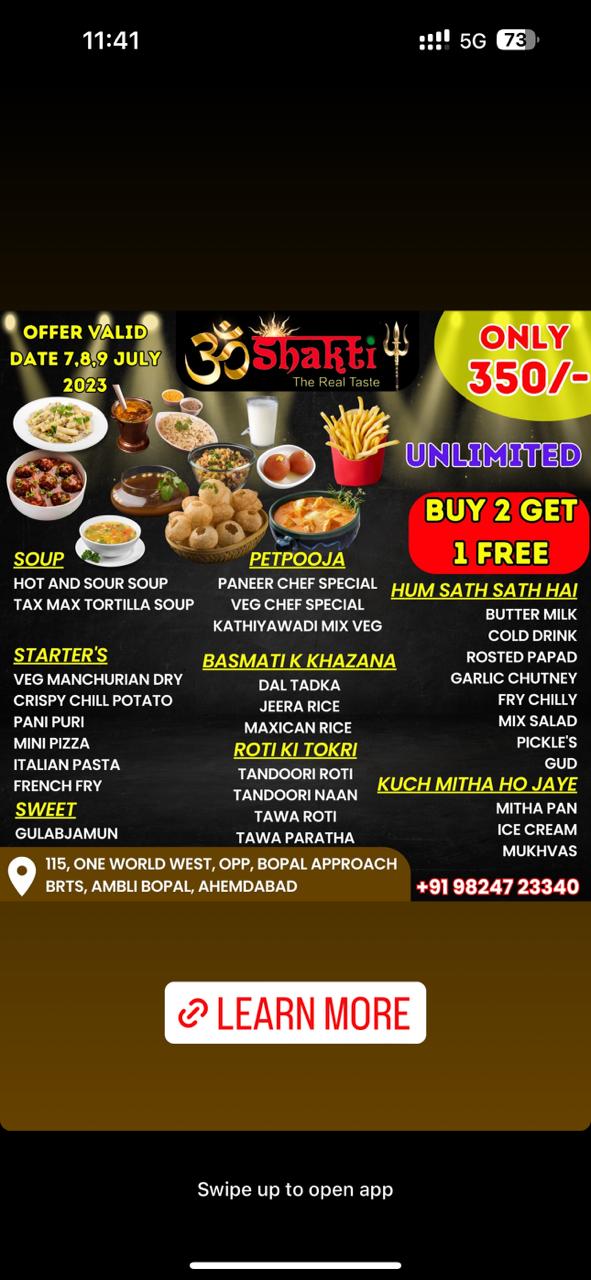 11:41
5G
73
OFFER VALID
DATE 7,8,9 JULY
2023
ॐ Shakti
The Real Taste
ONLY
350/-
UNLIMITED
BUY 2 GET
1 FREE
SOUP
HOT AND SOUR SOUP
TAX MAX TORTILLA SOUP
STARTER'S
VEG MANCHURIAN DRY
CRISPY CHILL POTATO
PANI PURI
MINI PIZZA
ITALIAN PASTA
FRENCH FRY
SWEET
GULABJAMUN
PETPOOJA
PANEER CHEF SPECIAL
VEG CHEF SPECIAL
KATHIYAWADI MIX VEG
BASMATI K KHAZANA
DAL TADKA
JEERA RICE
MAXICAN RICE
ROTI KI TOKRI
TANDOORI ROTI
TANDOORI NAAN
TAWA ROTI
TAWA PARATHA
HUM SATH SATH HAI
BUTTER MILK
COLD DRINK
ROSTED PAPAD
GARLIC CHUTNEY
FRY CHILLY
MIX SALAD
PICKLE'S
GUD
KUCH MITHA HO JAYE
MITHA PAN
ICE CREAM
MUKHVAS
115, ONE WORLD WEST, OPP, BOPAL APPROACH
BRTS, AMBLI BOPAL, AHEMDABAD
+91 98247 23340
LEARN MORE
Swipe up to open app